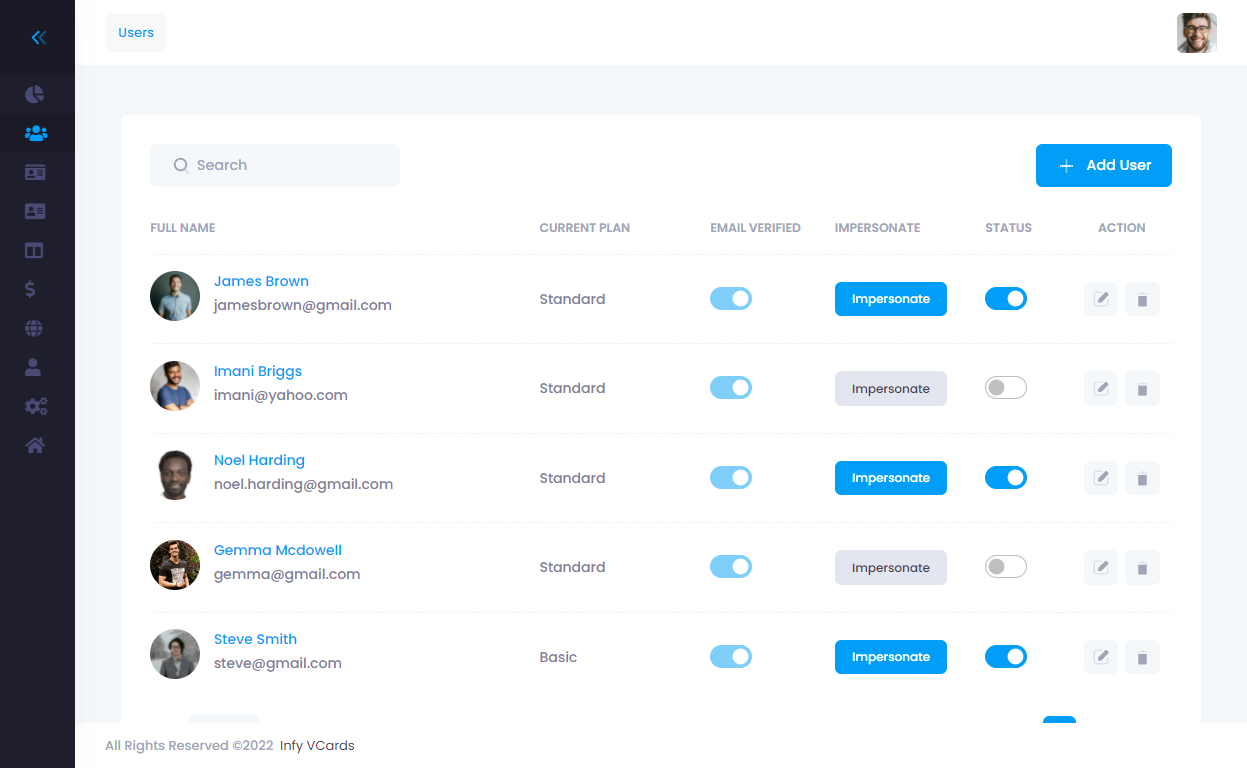 Users
Search
Add User
FULL NAME CURRENT PLAN EMAIL VERIFIED IMPERSONATE STATUS ACTION
James Brown
jamesbrown@gmail.com
Standard
Impersonate
Imani Briggs
imani@yahoo.com
Standard
Impersonate
Noel Harding
noel.harding@gmail.com
Standard
Impersonate
Gemma Mcdowell
gemma@gmail.com
Standard
Impersonate
Steve Smith
steve@gmail.com
Basic
Impersonate
All Rights Reserved ©2022 Infy VCards